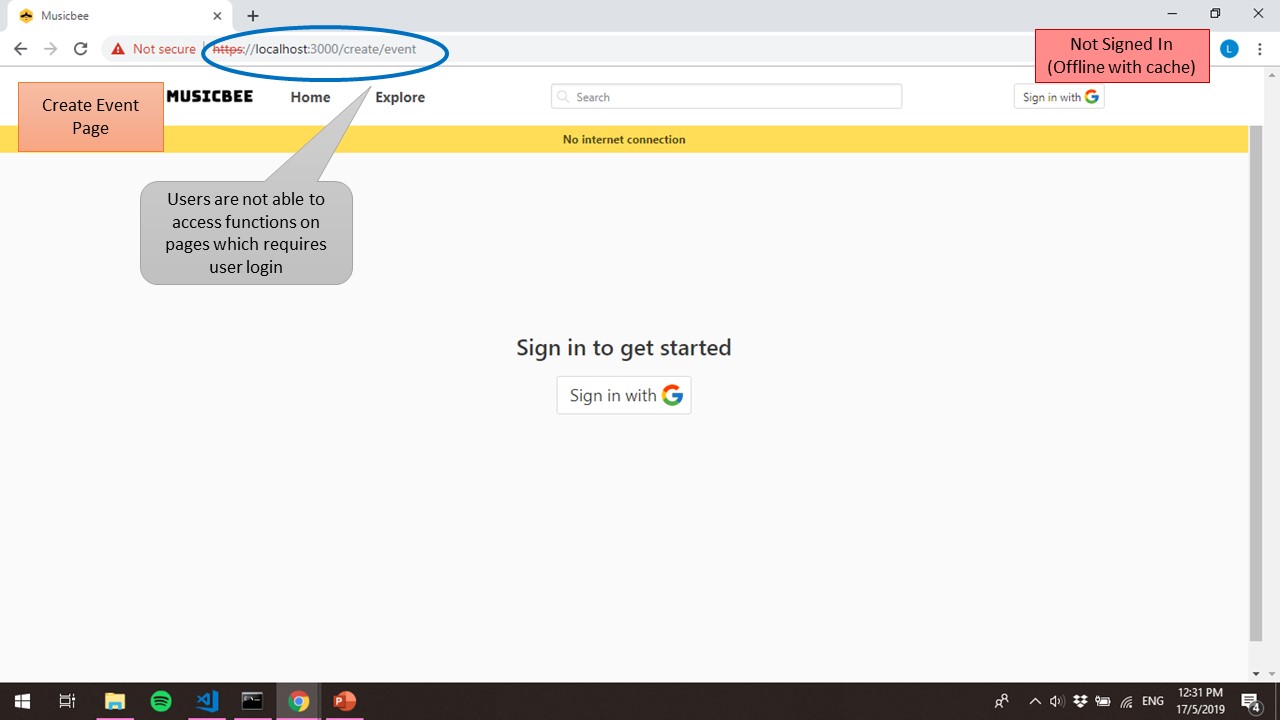 Musicbee
Not secure
https://localhost:3000/create/event
L
Not Signed In
(Offline with cache)
Create Event
Page
MUSICBEE
Home
Explore
Search
Sign in with
No internet connection
Users are not able to
access functions on
pages which requires
user login
Sign in to get started
Sign in with
ENG
12:31 PM
17/5/2019
4